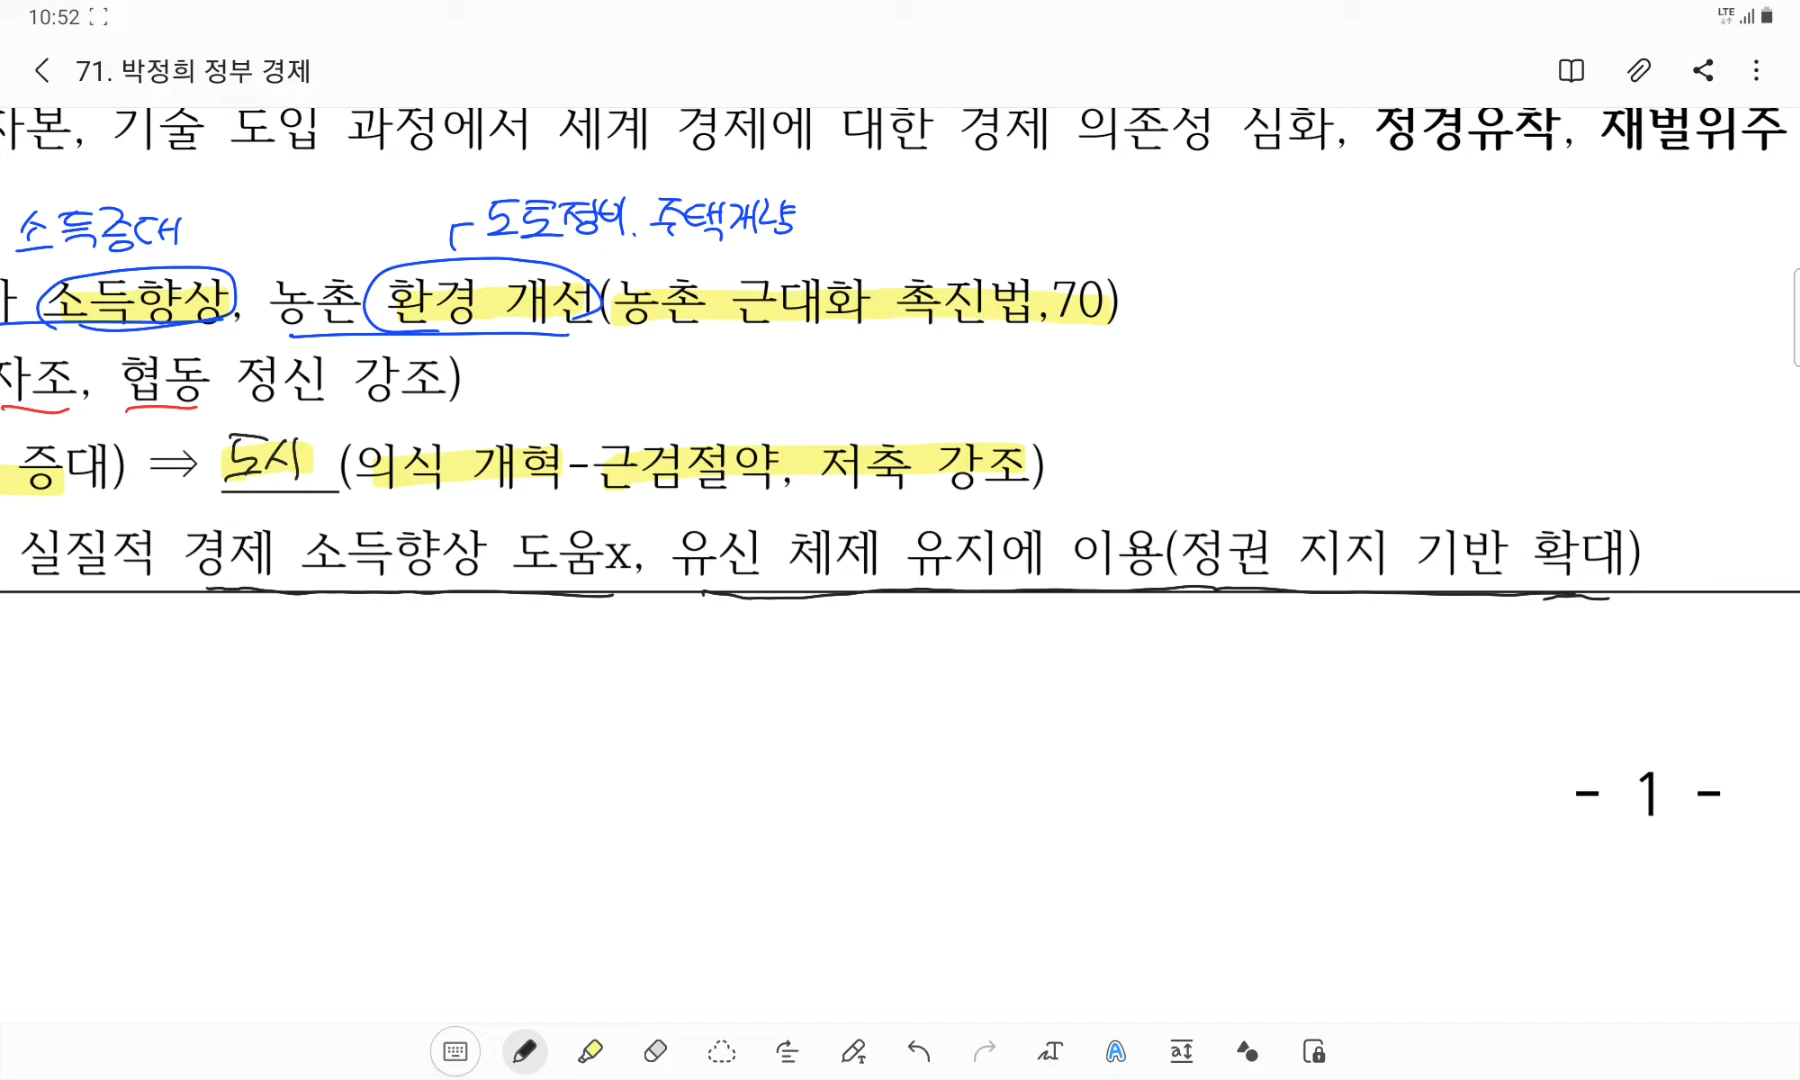 10:52
LTE
71. 박정희 정부 경제
자본, 기술 도입 과정에서 세계 경제에 대한 경제 의존성 심화, 정경유착, 재벌위주
소득증대
도로정비. 주택개량
소득향상, 농촌 환경 개선(농촌 근대화 촉진법,70)
자조, 협동 정신 강조)
증대) ⇒ 도시 (의식 개혁-근검절약, 저축 강조)
실질적 경제 소득향상 도움x, 유신 체제 유지에 이용(정권 지지 기반 확대)
- 1 -